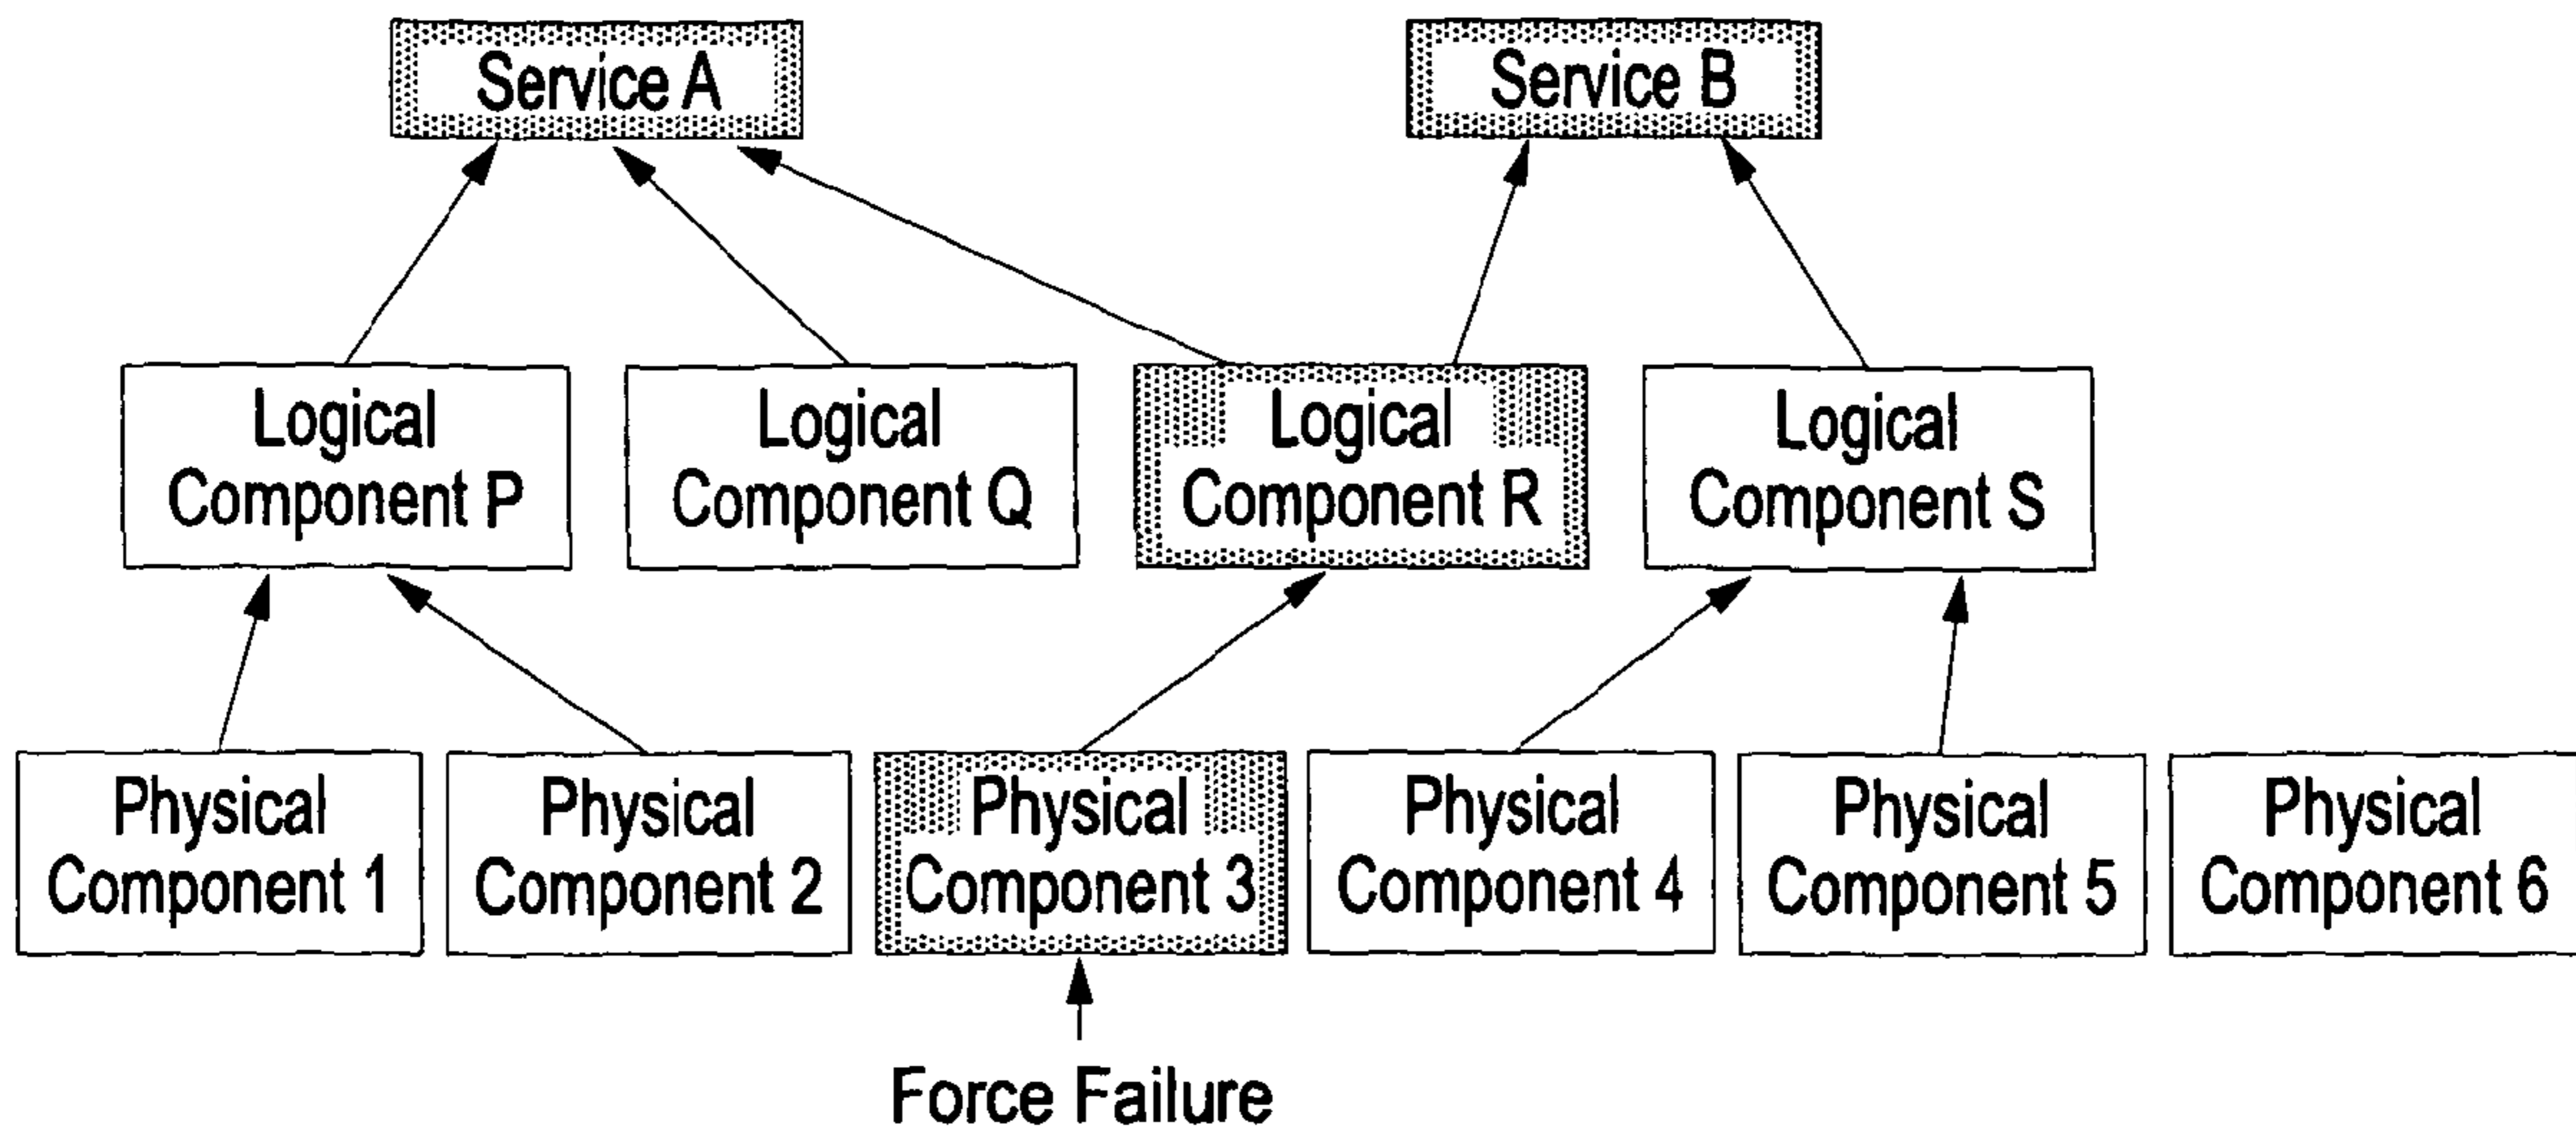 Service A
Service B
Logical
Component P
Logical
Component Q
Logical
Component R
Logical
Component S
Physical
Component 1
Physical
Component 2
Physical
Component 3
Physical
Component 4
Physical
Component 5
Physical
Component 6
Force Failure